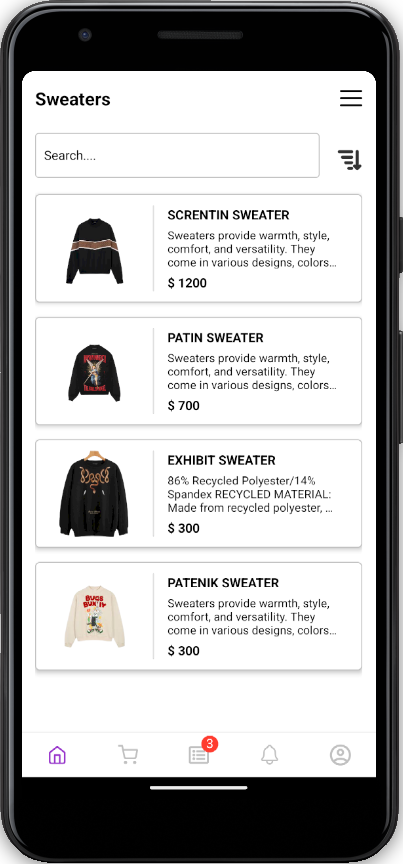 Sweaters
Search....
SCRENTIN SWEATER
Sweaters provide warmth, style,
comfort, and versatility. They
come in various designs, colors...
$ 1200
PATIN SWEATER
Sweaters provide warmth, style,
comfort, and versatility. They
come in various designs, colors...
$ 700
EXHIBIT SWEATER
86% Recycled Polyester/14%
Spandex RECYCLED MATERIAL:
Made from recycled polyester, ...
$ 300
BUGS
BUNNY
PATENIK SWEATER
Sweaters provide warmth, style,
comfort, and versatility. They
come in various designs, colors...
$ 300
3